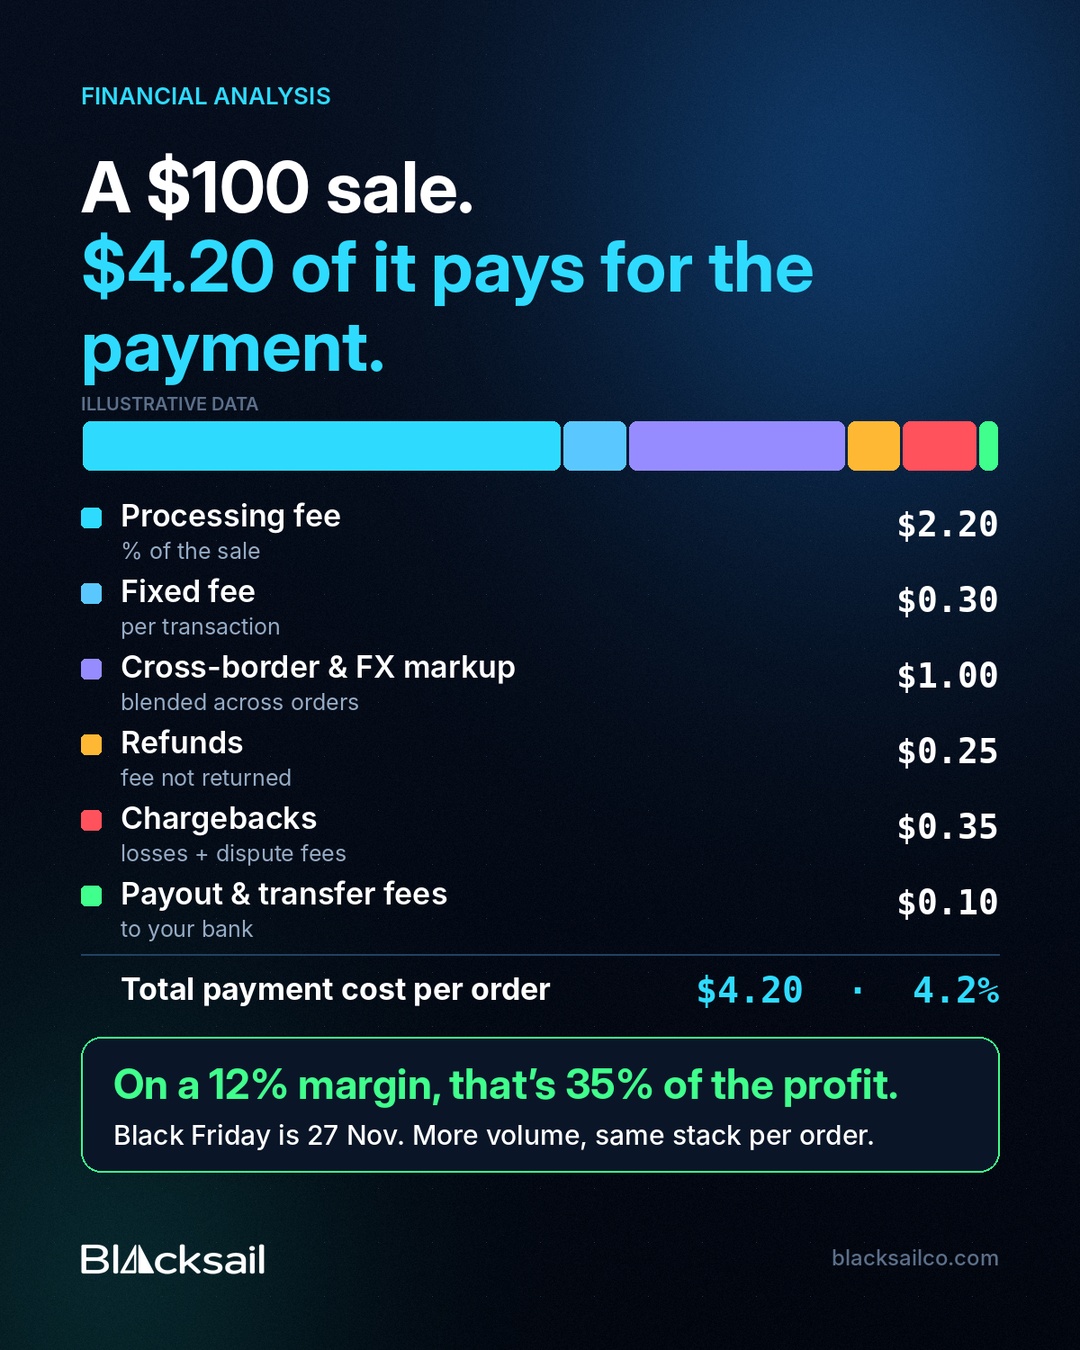 FINANCIAL ANALYSIS
A $100 sale.
$4.20 of it pays for the
payment.
ILLUSTRATIVE DATA
Processing fee
% of the sale
$2.20
Fixed fee
per transaction
$0.30
Cross-border & FX markup
blended across orders
$1.00
Refunds
fee not returned
$0.25
Chargebacks
losses + dispute fees
$0.35
Payout & transfer fees
to your bank
$0.10
Total payment cost per order $4.20 · 4.2%
On a 12% margin, that’s 35% of the profit.
Black Friday is 27 Nov. More volume, same stack per order.
Blacksail
blacksailco.com